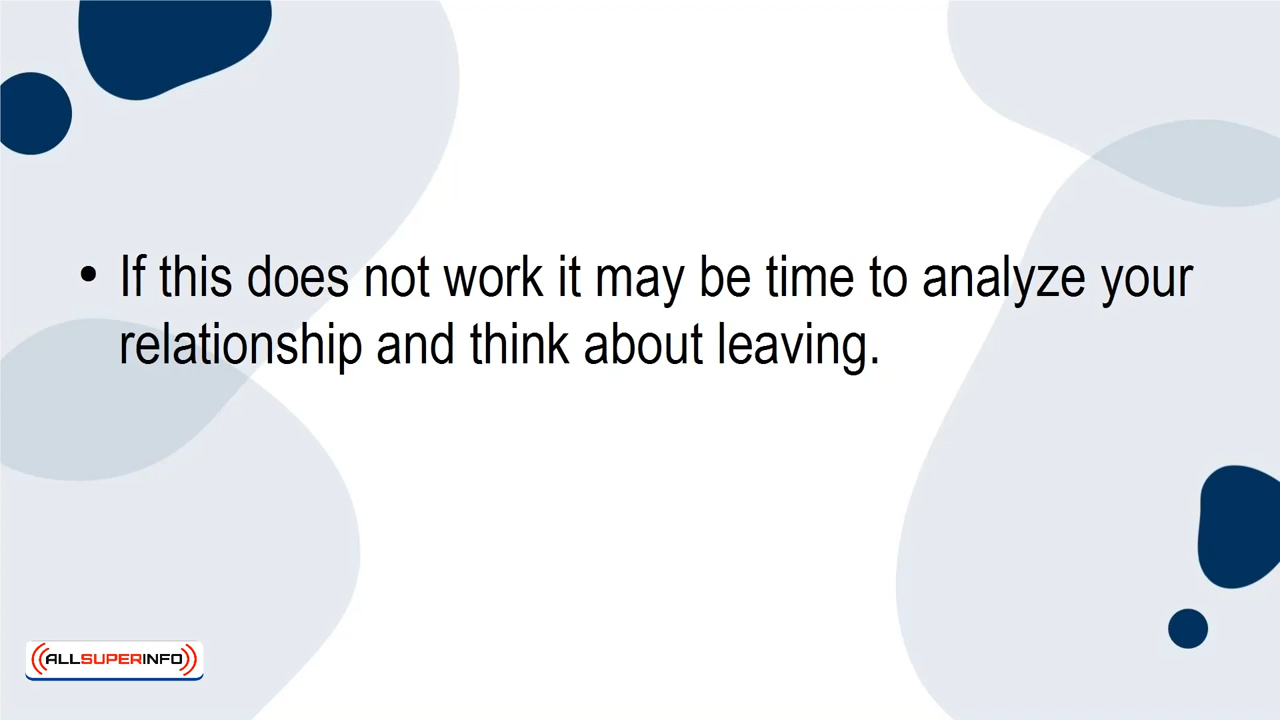 • If this does not work it may be time to analyze your
relationship and think about leaving.
ALLSUPERINFO